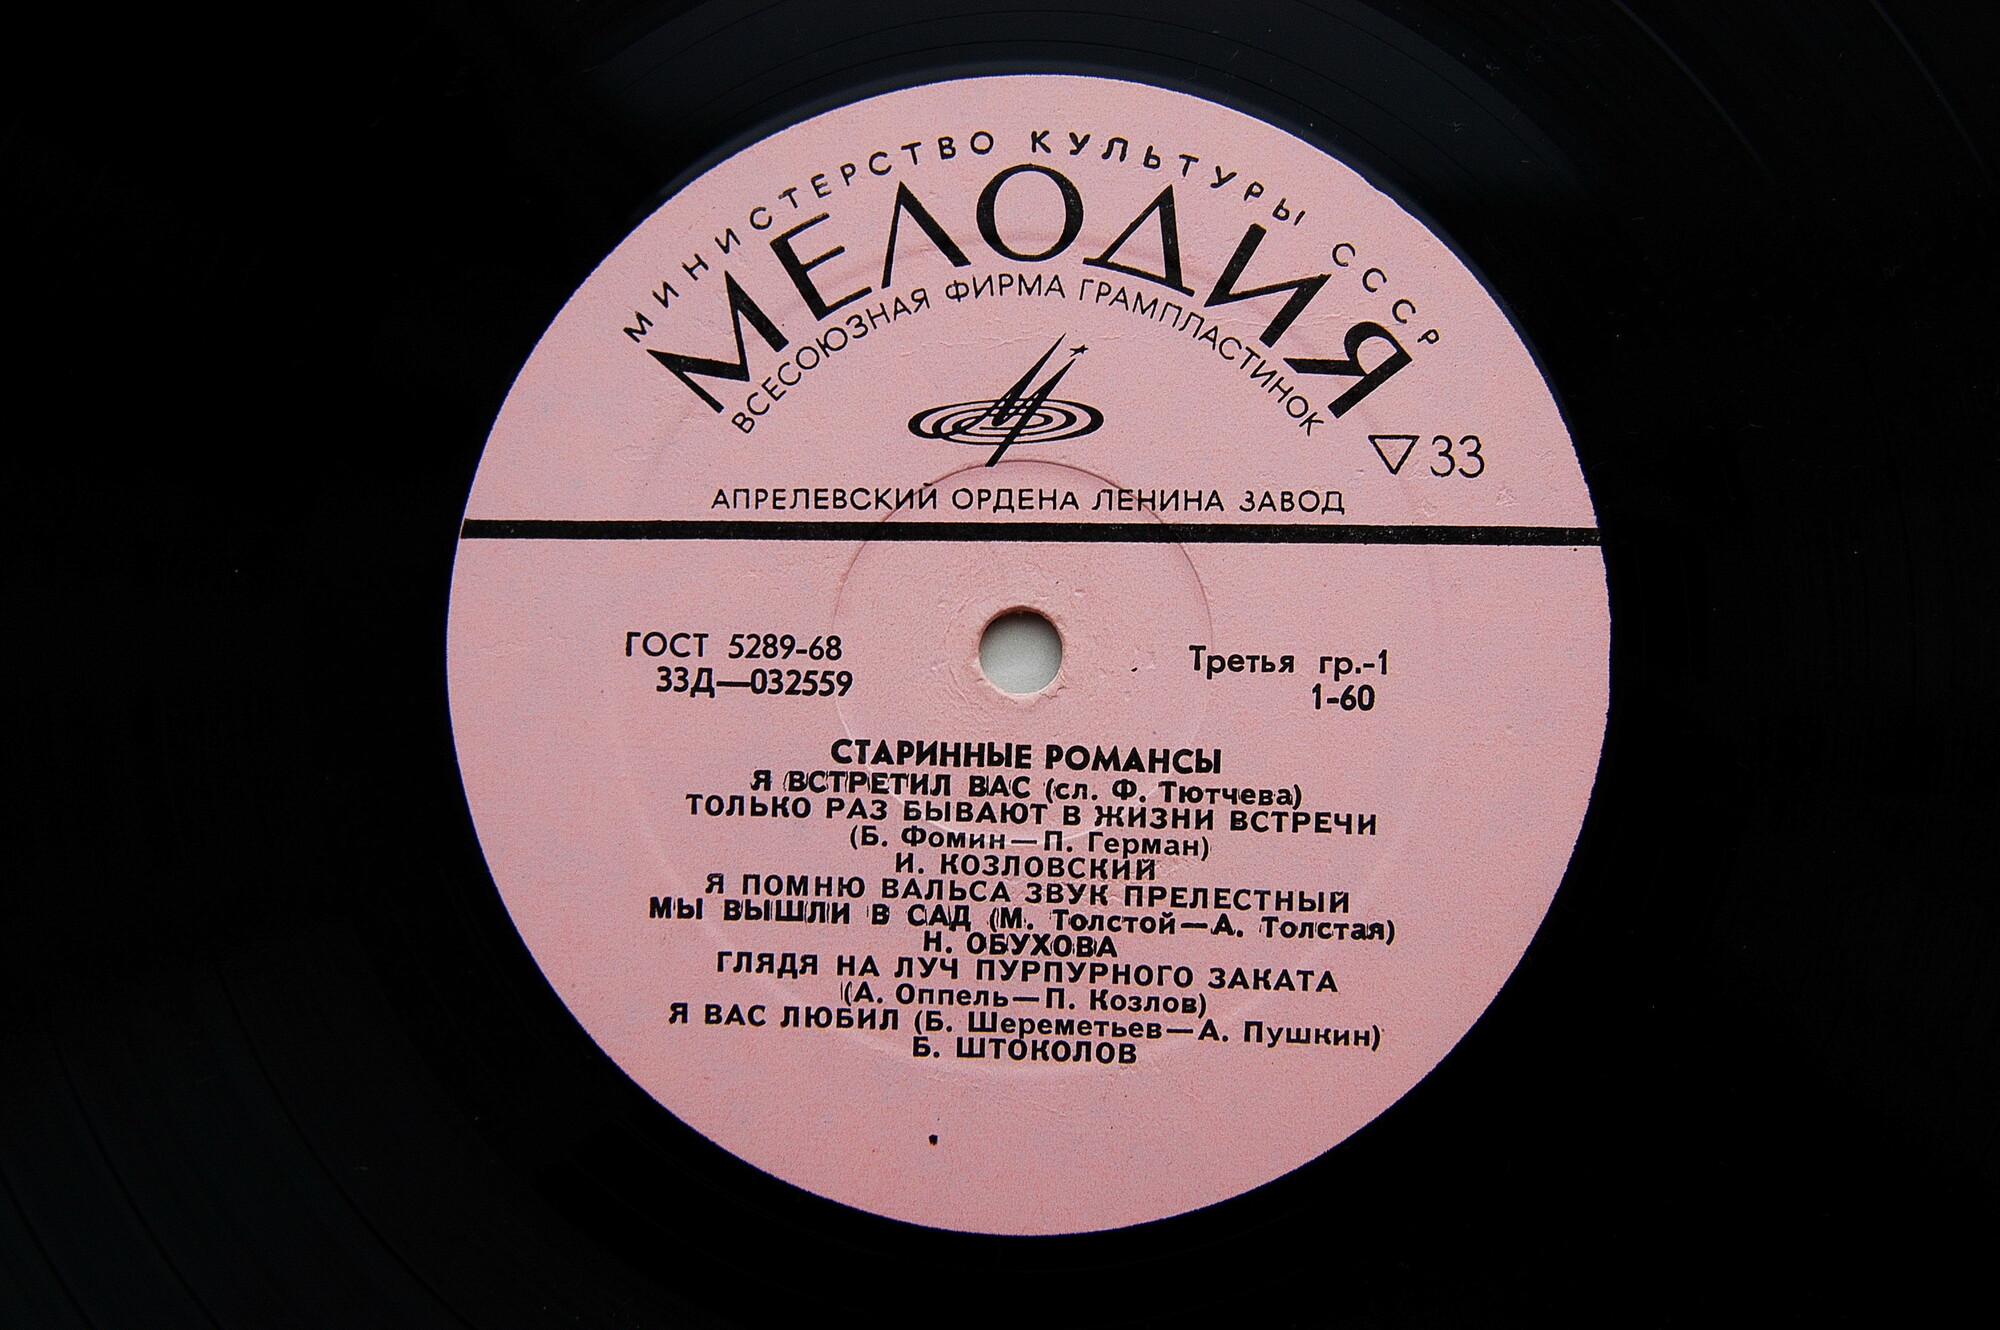 МИНИСТЕРСТВО КУЛЬТУРЫ СССР
МЕЛОДИЯ
ВСЕСОЮЗНАЯ ФИРМА ГРАМПЛАСТИНОК
33
АПРЕЛЕВСКИЙ ОРДЕНА ЛЕНИНА ЗАВОД
ГОСТ 5289-68
33Д—032559
Третья гр.-1
1-60
СТАРИННЫЕ РОМАНСЫ
Я ВСТРЕТИЛ ВАС (сл. Ф. Тютчева)
ТОЛЬКО РАЗ БЫВАЮТ В ЖИЗНИ ВСТРЕЧИ
(Б. Фомин—П. Герман)
И. КОЗЛОВСКИЙ
Я ПОМНЮ ВАЛЬСА ЗВУК ПРЕЛЕСТНЫЙ
МЫ ВЫШЛИ В САД (М. Толстой—А. Толстая)
Н. ОБУХОВА
ГЛЯДЯ НА ЛУЧ ПУРПУРНОГО ЗАКАТА
(А. Оппель—П. Козлов)
Я ВАС ЛЮБИЛ (Б. Шереметьев—А. Пушкин)
Б. ШТОКОЛОВ